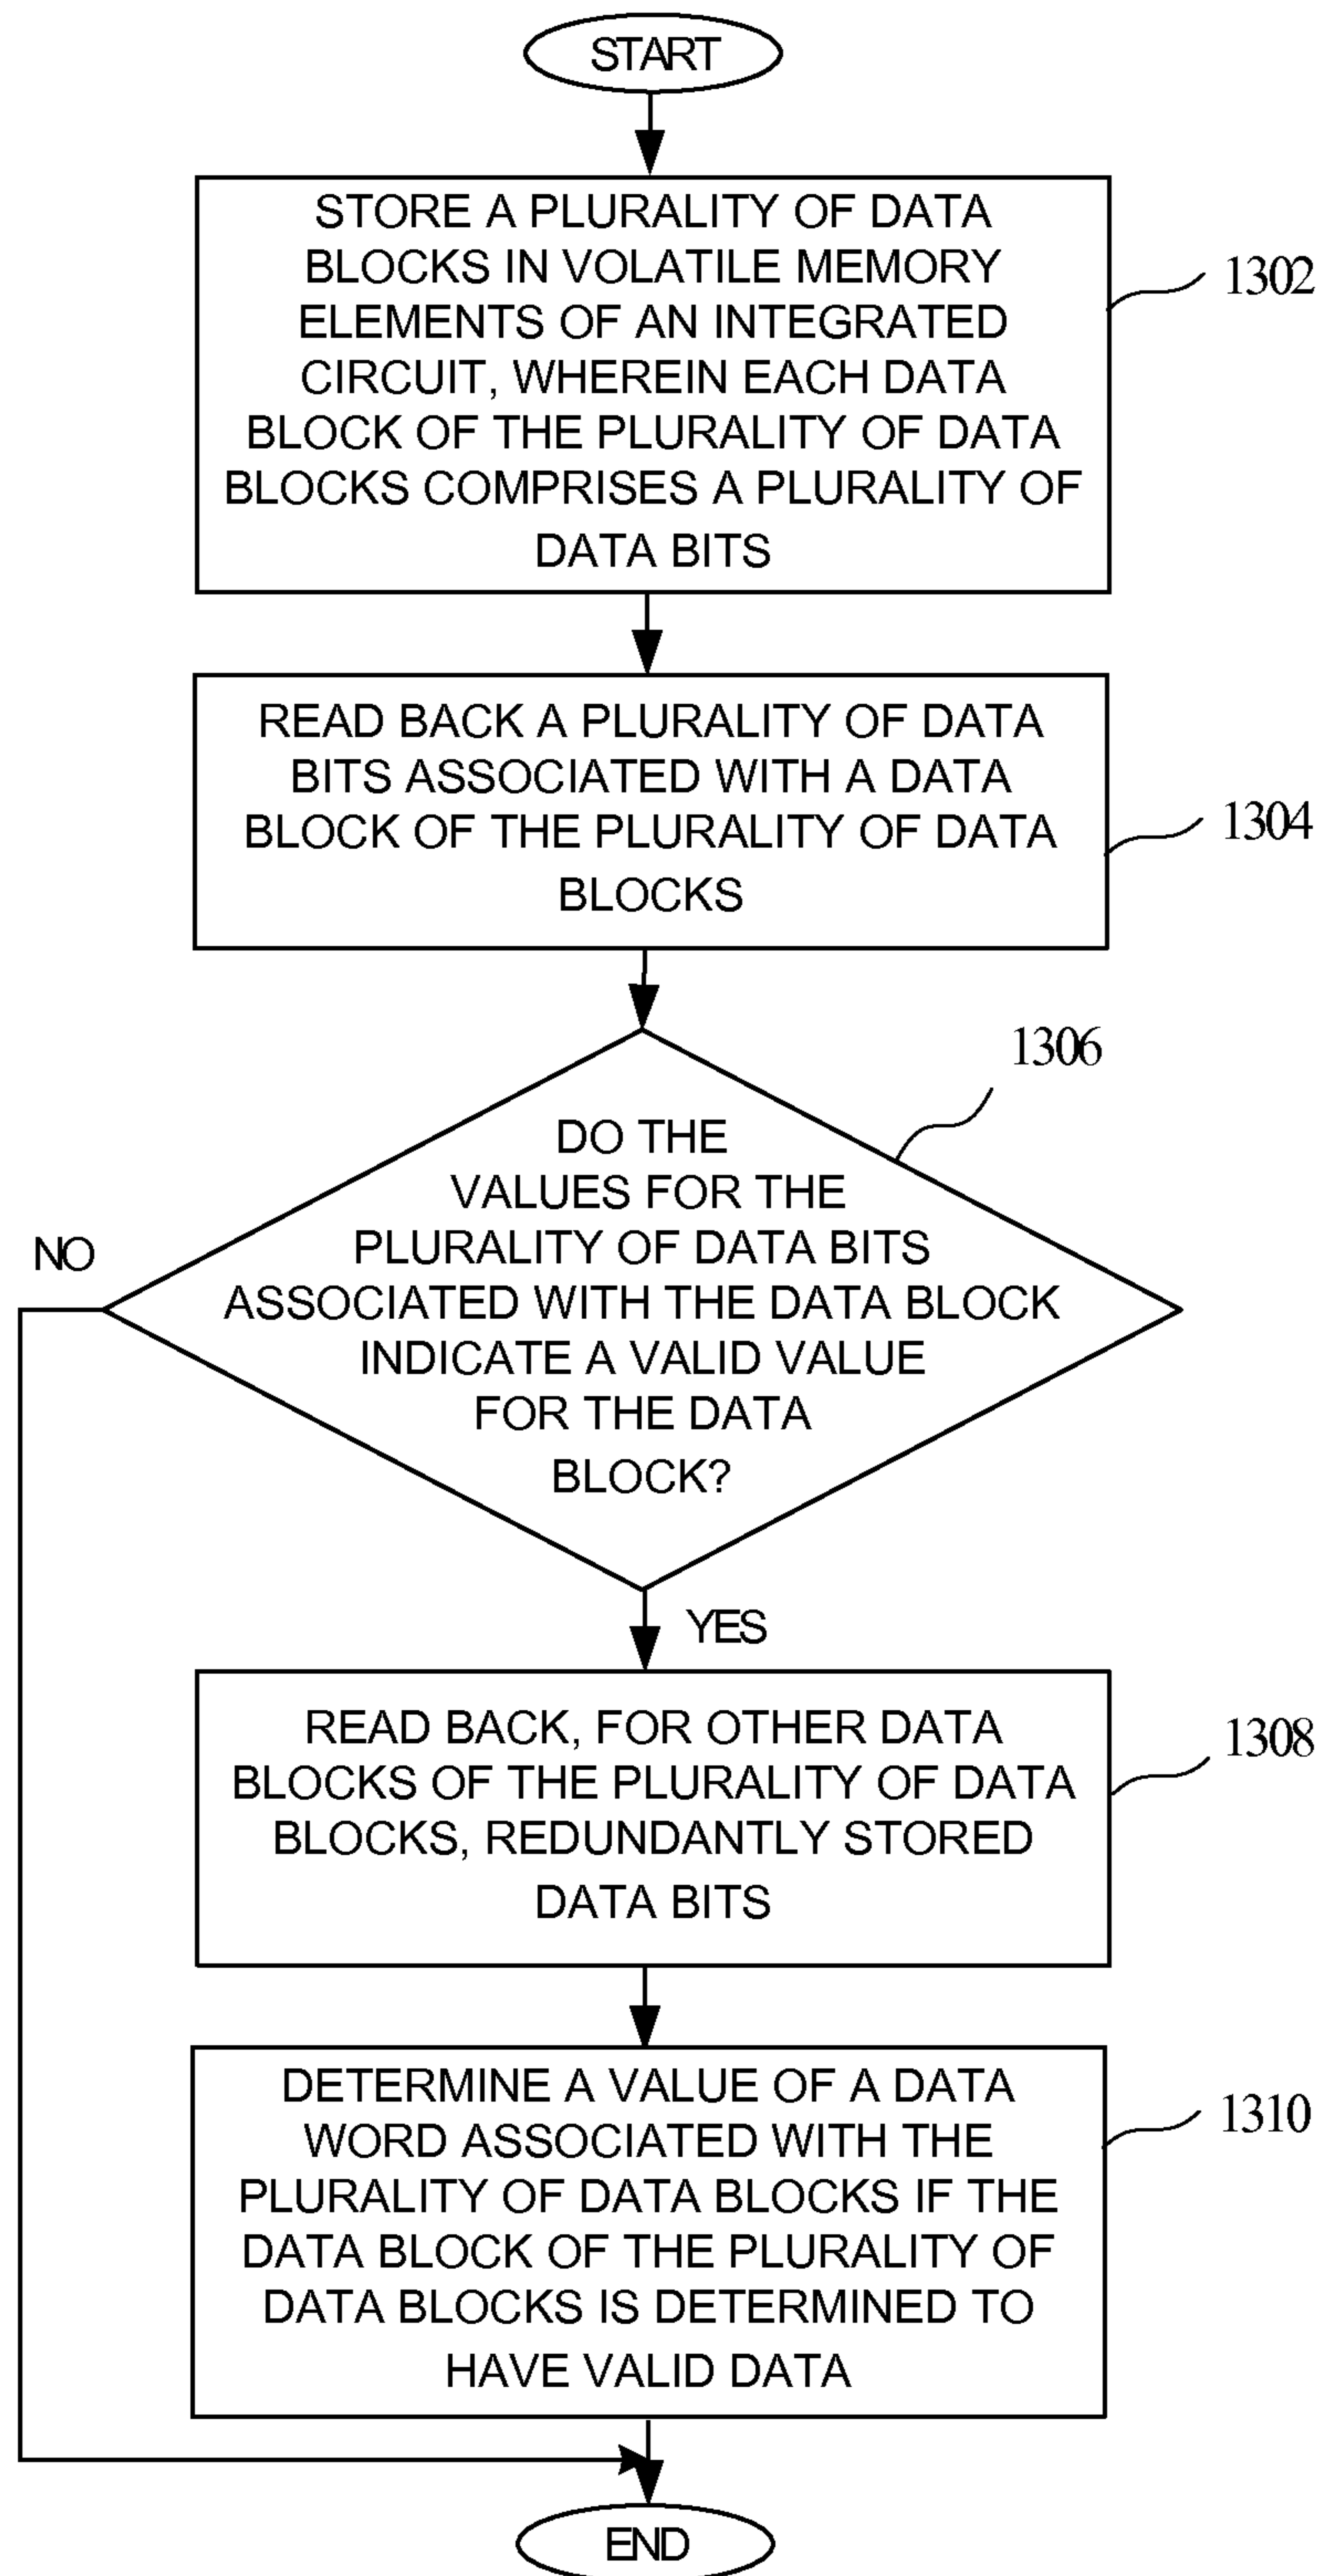 START
STORE A PLURALITY OF DATA
BLOCKS IN VOLATILE MEMORY
ELEMENTS OF AN INTEGRATED
CIRCUIT, WHEREIN EACH DATA
BLOCK OF THE PLURALITY OF DATA
BLOCKS COMPRISES A PLURALITY OF
DATA BITS
1302
READ BACK A PLURALITY OF DATA
BITS ASSOCIATED WITH A DATA
BLOCK OF THE PLURALITY OF DATA
BLOCKS
1304
1306
DO THE
VALUES FOR THE
PLURALITY OF DATA BITS
ASSOCIATED WITH THE DATA BLOCK
INDICATE A VALID VALUE
FOR THE DATA
BLOCK?
NO
YES
READ BACK, FOR OTHER DATA
BLOCKS OF THE PLURALITY OF DATA
BLOCKS, REDUNDANTLY STORED
DATA BITS
1308
DETERMINE A VALUE OF A DATA
WORD ASSOCIATED WITH THE
PLURALITY OF DATA BLOCKS IF THE
DATA BLOCK OF THE PLURALITY OF
DATA BLOCKS IS DETERMINED TO
HAVE VALID DATA
1310
END